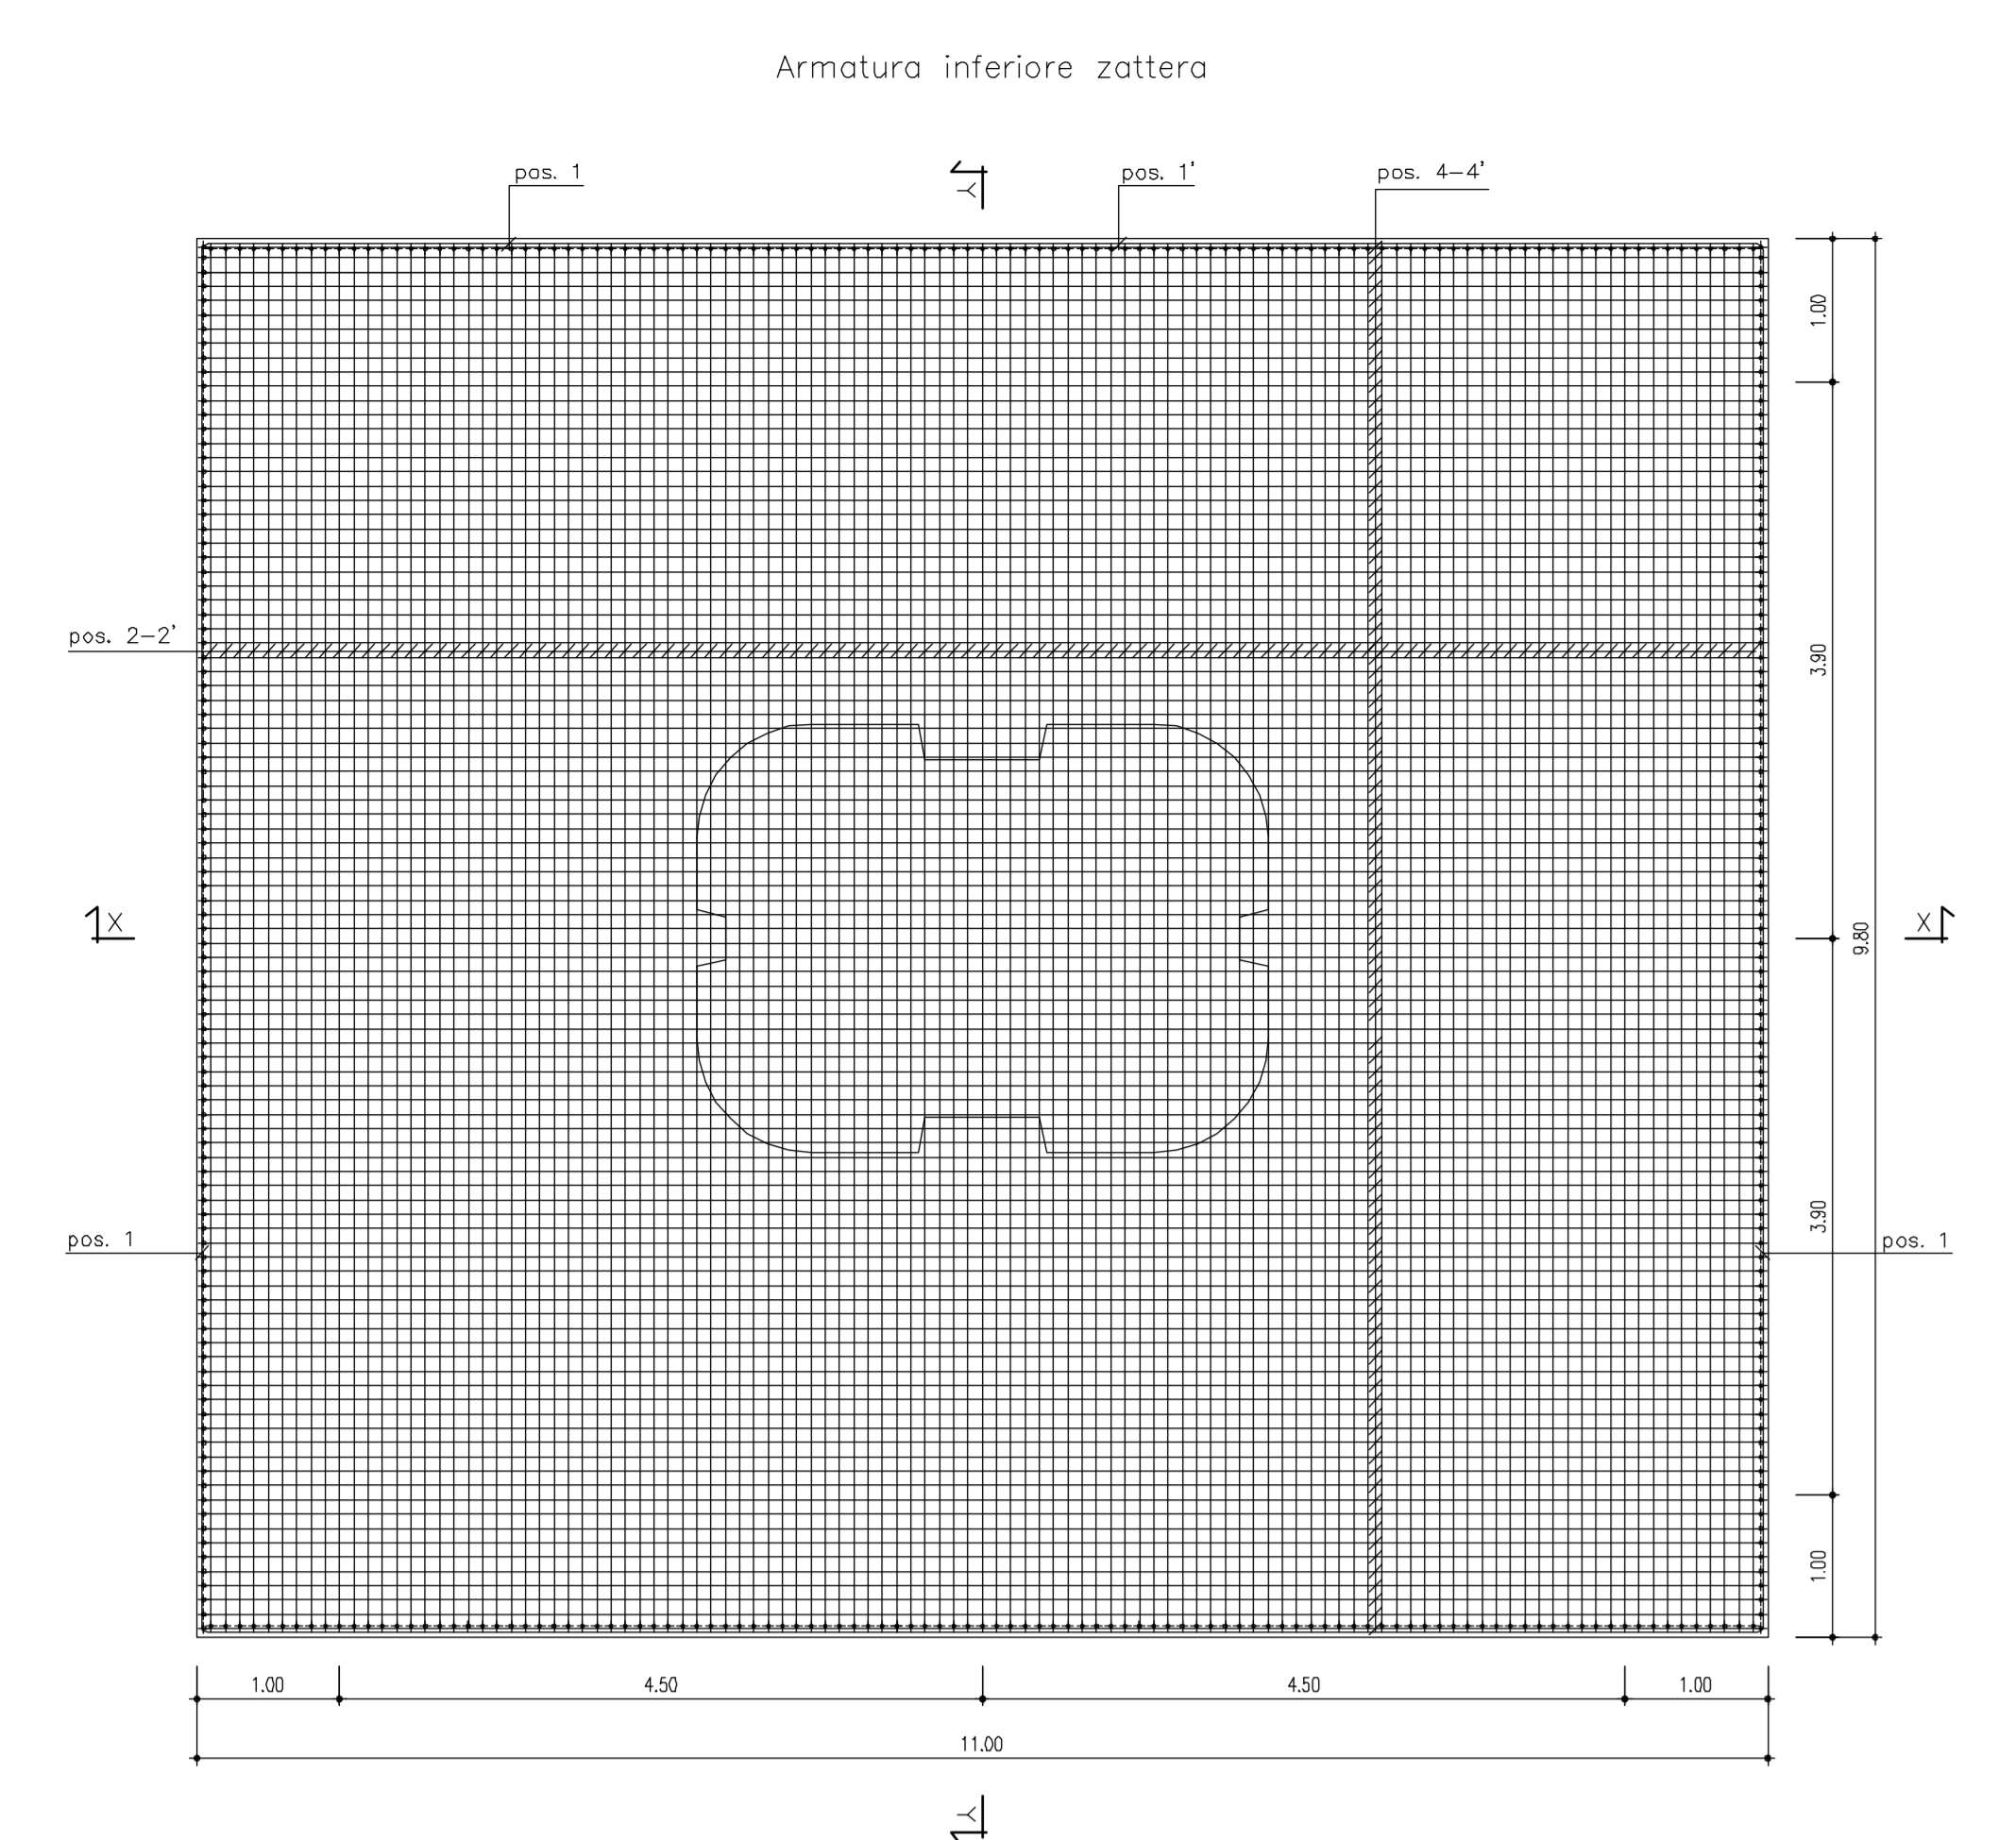 Armatura inferiore zattera
pos. 1
pos. 1'
pos. 4-4'
Y
1.00
pos. 2-2'
3.90
X
9.80
X
pos. 1
3.90
pos. 1
1.00
1.00
4.50
4.50
1.00
11.00
Y